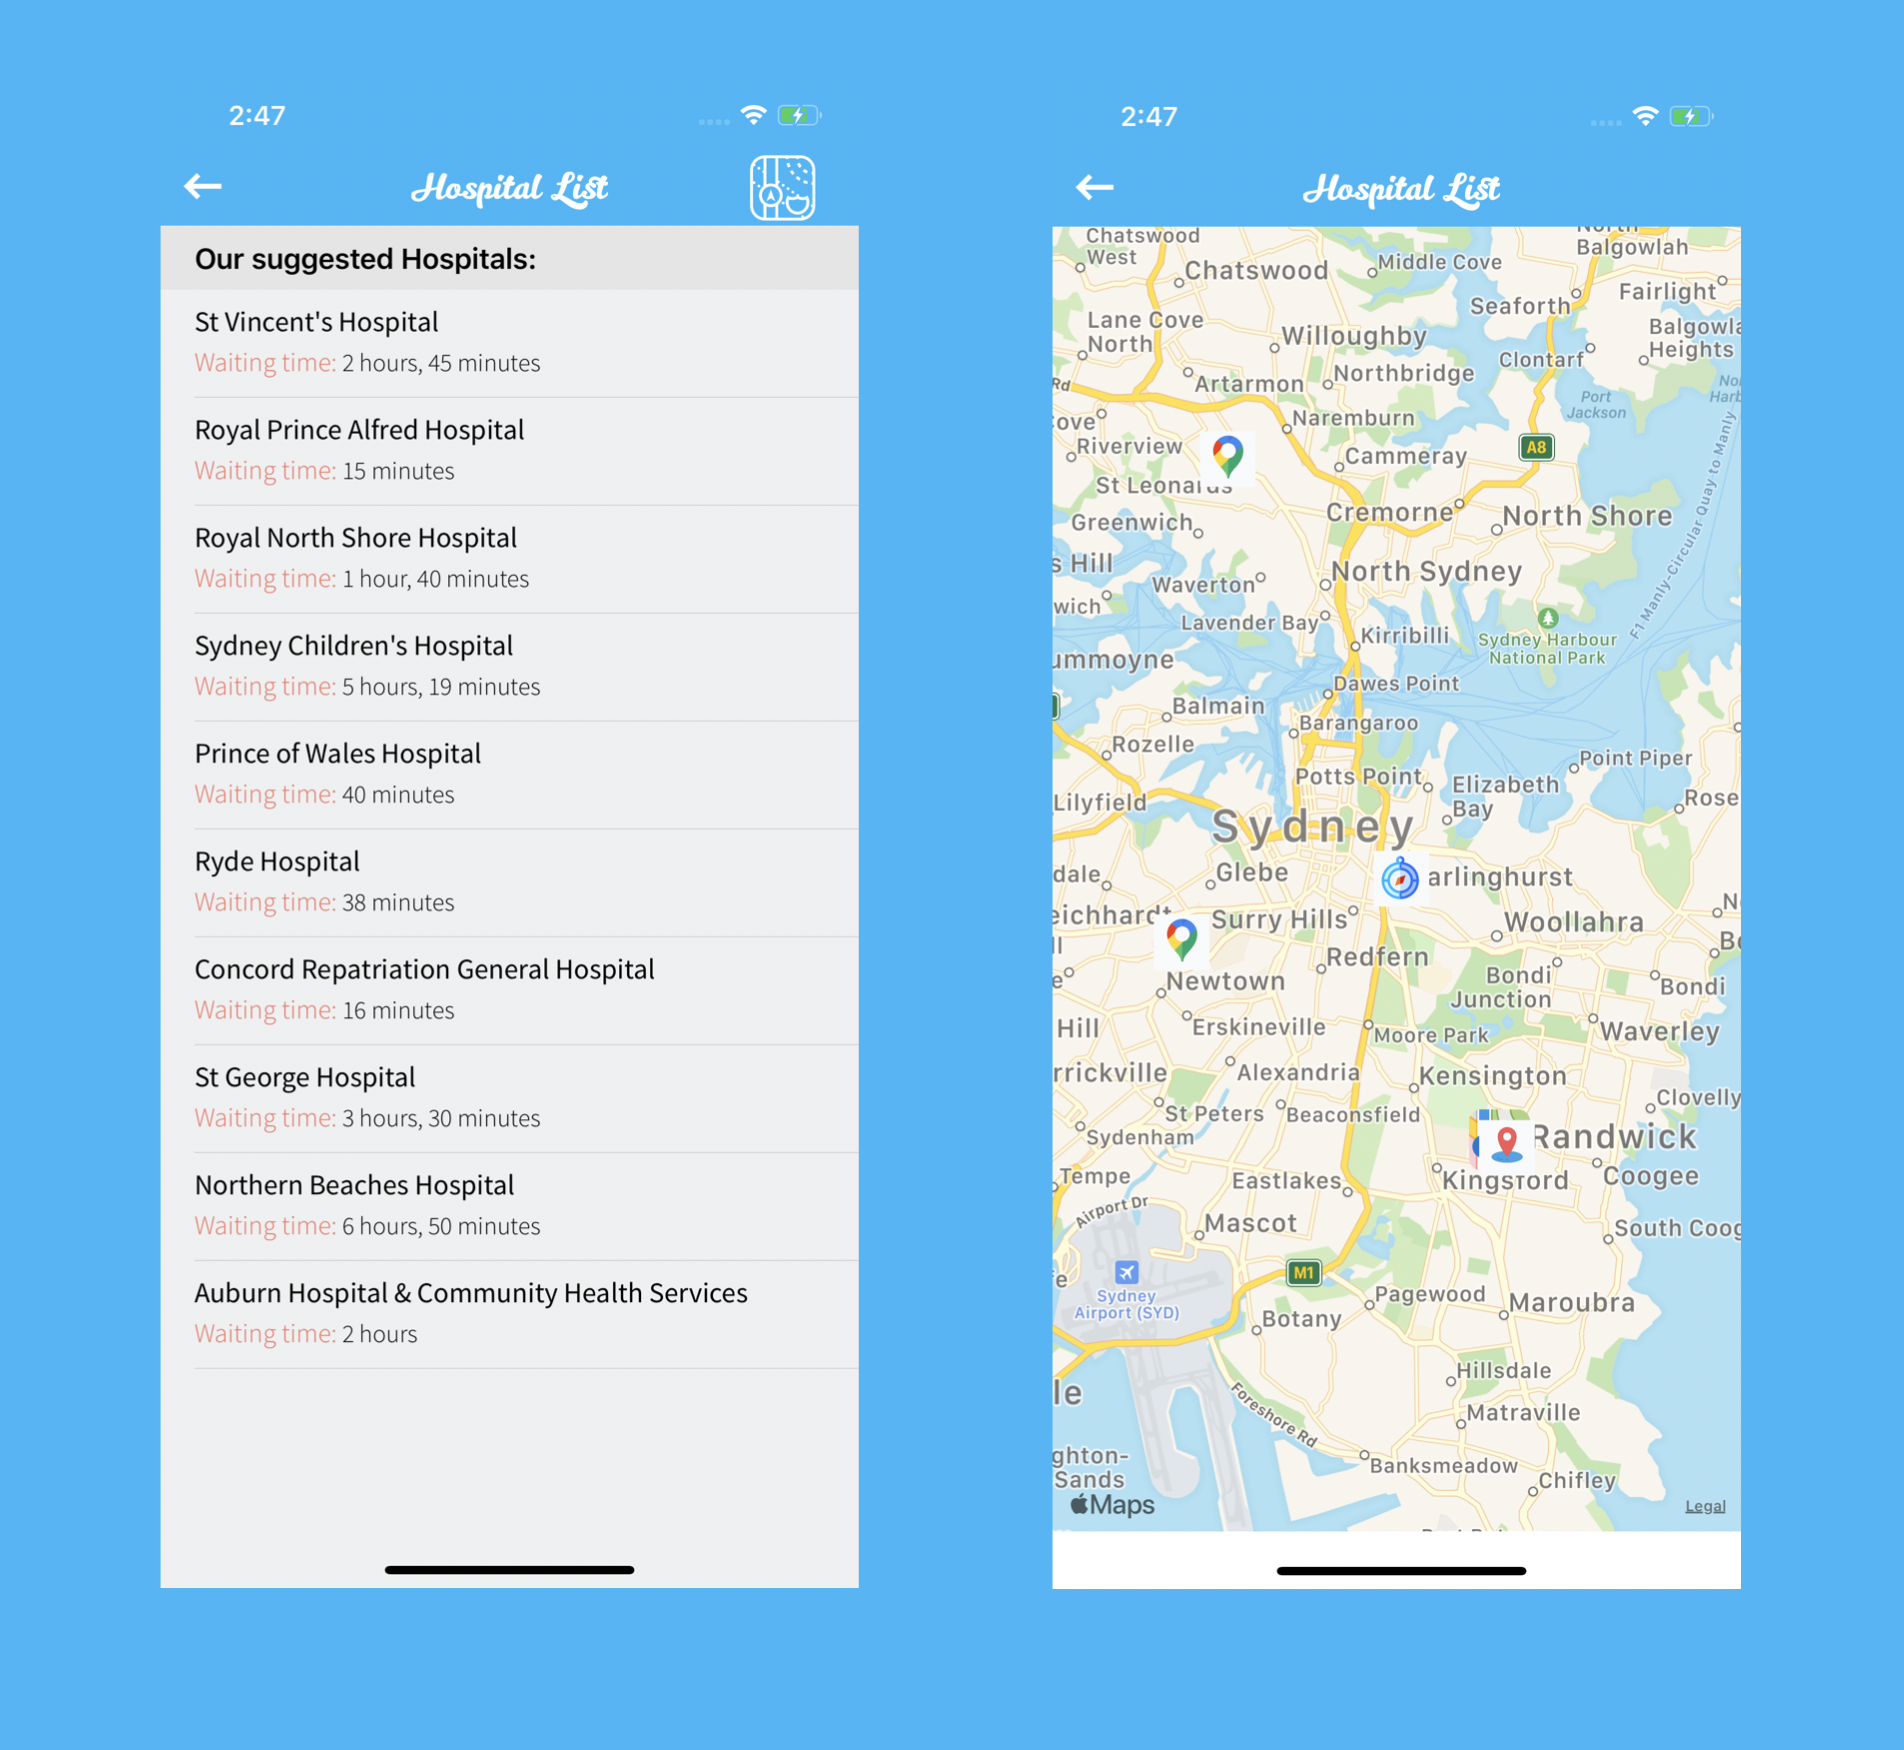 2:47
Hospital List
Our suggested Hospitals:
St Vincent's Hospital
Waiting time: 2 hours, 45 minutes
Royal Prince Alfred Hospital
Waiting time: 15 minutes
Royal North Shore Hospital
Waiting time: 1 hour, 40 minutes
Sydney Children's Hospital
Waiting time: 5 hours, 19 minutes
Prince of Wales Hospital
Waiting time: 40 minutes
Ryde Hospital
Waiting time: 38 minutes
Concord Repatriation General Hospital
Waiting time: 16 minutes
St George Hospital
Waiting time: 3 hours, 30 minutes
Northern Beaches Hospital
Waiting time: 6 hours, 50 minutes
Auburn Hospital & Community Health Services
Waiting time: 2 hours
2:47
Hospital List
Chatswood
West
North
Balgowlah
Chatswood
Middle Cove
Seaforth
Fairlight
Lane Cove
North
Willoughby
Balgowla
Heights
Clontarf
Rd
Artarmon
Northbridge
Port
Jackson
Nor
Harb
ove
Naremburn
Riverview
Cammeray
A8
St Leonards
Greenwich
Cremorne
North Shore
F1 Manly-Circular Quay to Manly
s Hill
Waverton
North Sydney
wich
Lavender Bay
Kirribilli
Sydney Harbour
National Park
ummoyne
Dawes Point
Balmain
Barangaroo
Rozelle
Potts Point
Elizabeth
Bay
Point Piper
Lilyfield
Rose
Sydney
dale
Glebe
arlinghurst
eichhardt
Surry Hills
Woollahra
N
ll
Redfern
Bo
e
Newtown
Bondi
Junction
Bondi
Hill
Erskineville
Moore Park
Waverley
rrickville
Alexandria
Kensington
Clovelly
St Peters
Beaconsfield
Sydenham
Randwick
Tempe
Eastlakes
Kingsford
Coogee
Airport Dr
Mascot
South Coog
fe
M1
Sydney
Airport (SYD)
Pagewood
Maroubra
Botany
Hillsdale
le
Foreshore Rd
Matraville
ghton-
Sands
Banksmeadow
Chifley
Maps
Legal